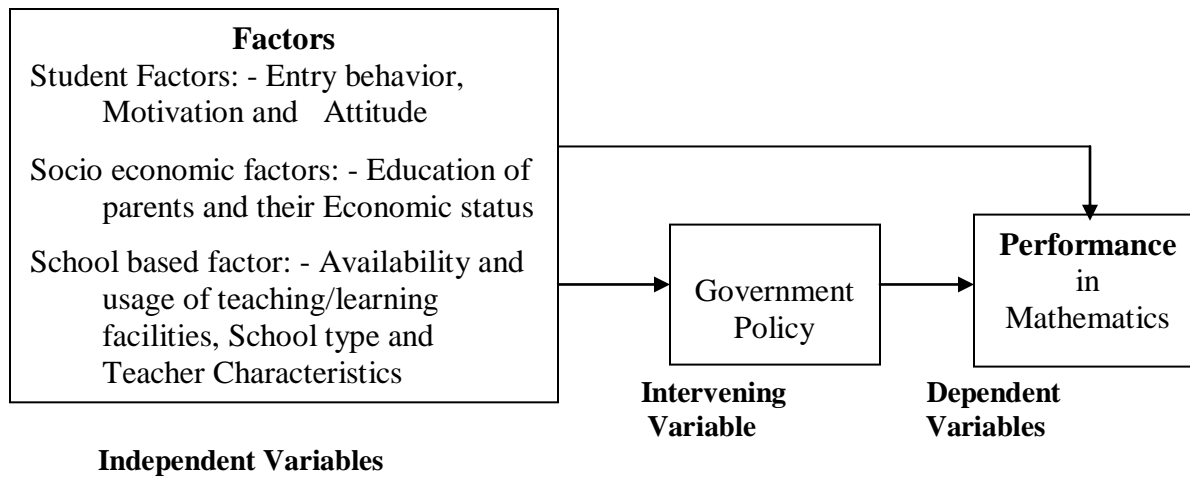 Factors
Student Factors: - Entry behavior,
Motivation and Attitude
Socio economic factors: - Education of
parents and their Economic status
School based factor: - Availability and
usage of teaching/learning
facilities, School type and
Teacher Characteristics
Independent Variables
Government
Policy
Intervening
Variable
Performance
in
Mathematics
Dependent
Variables